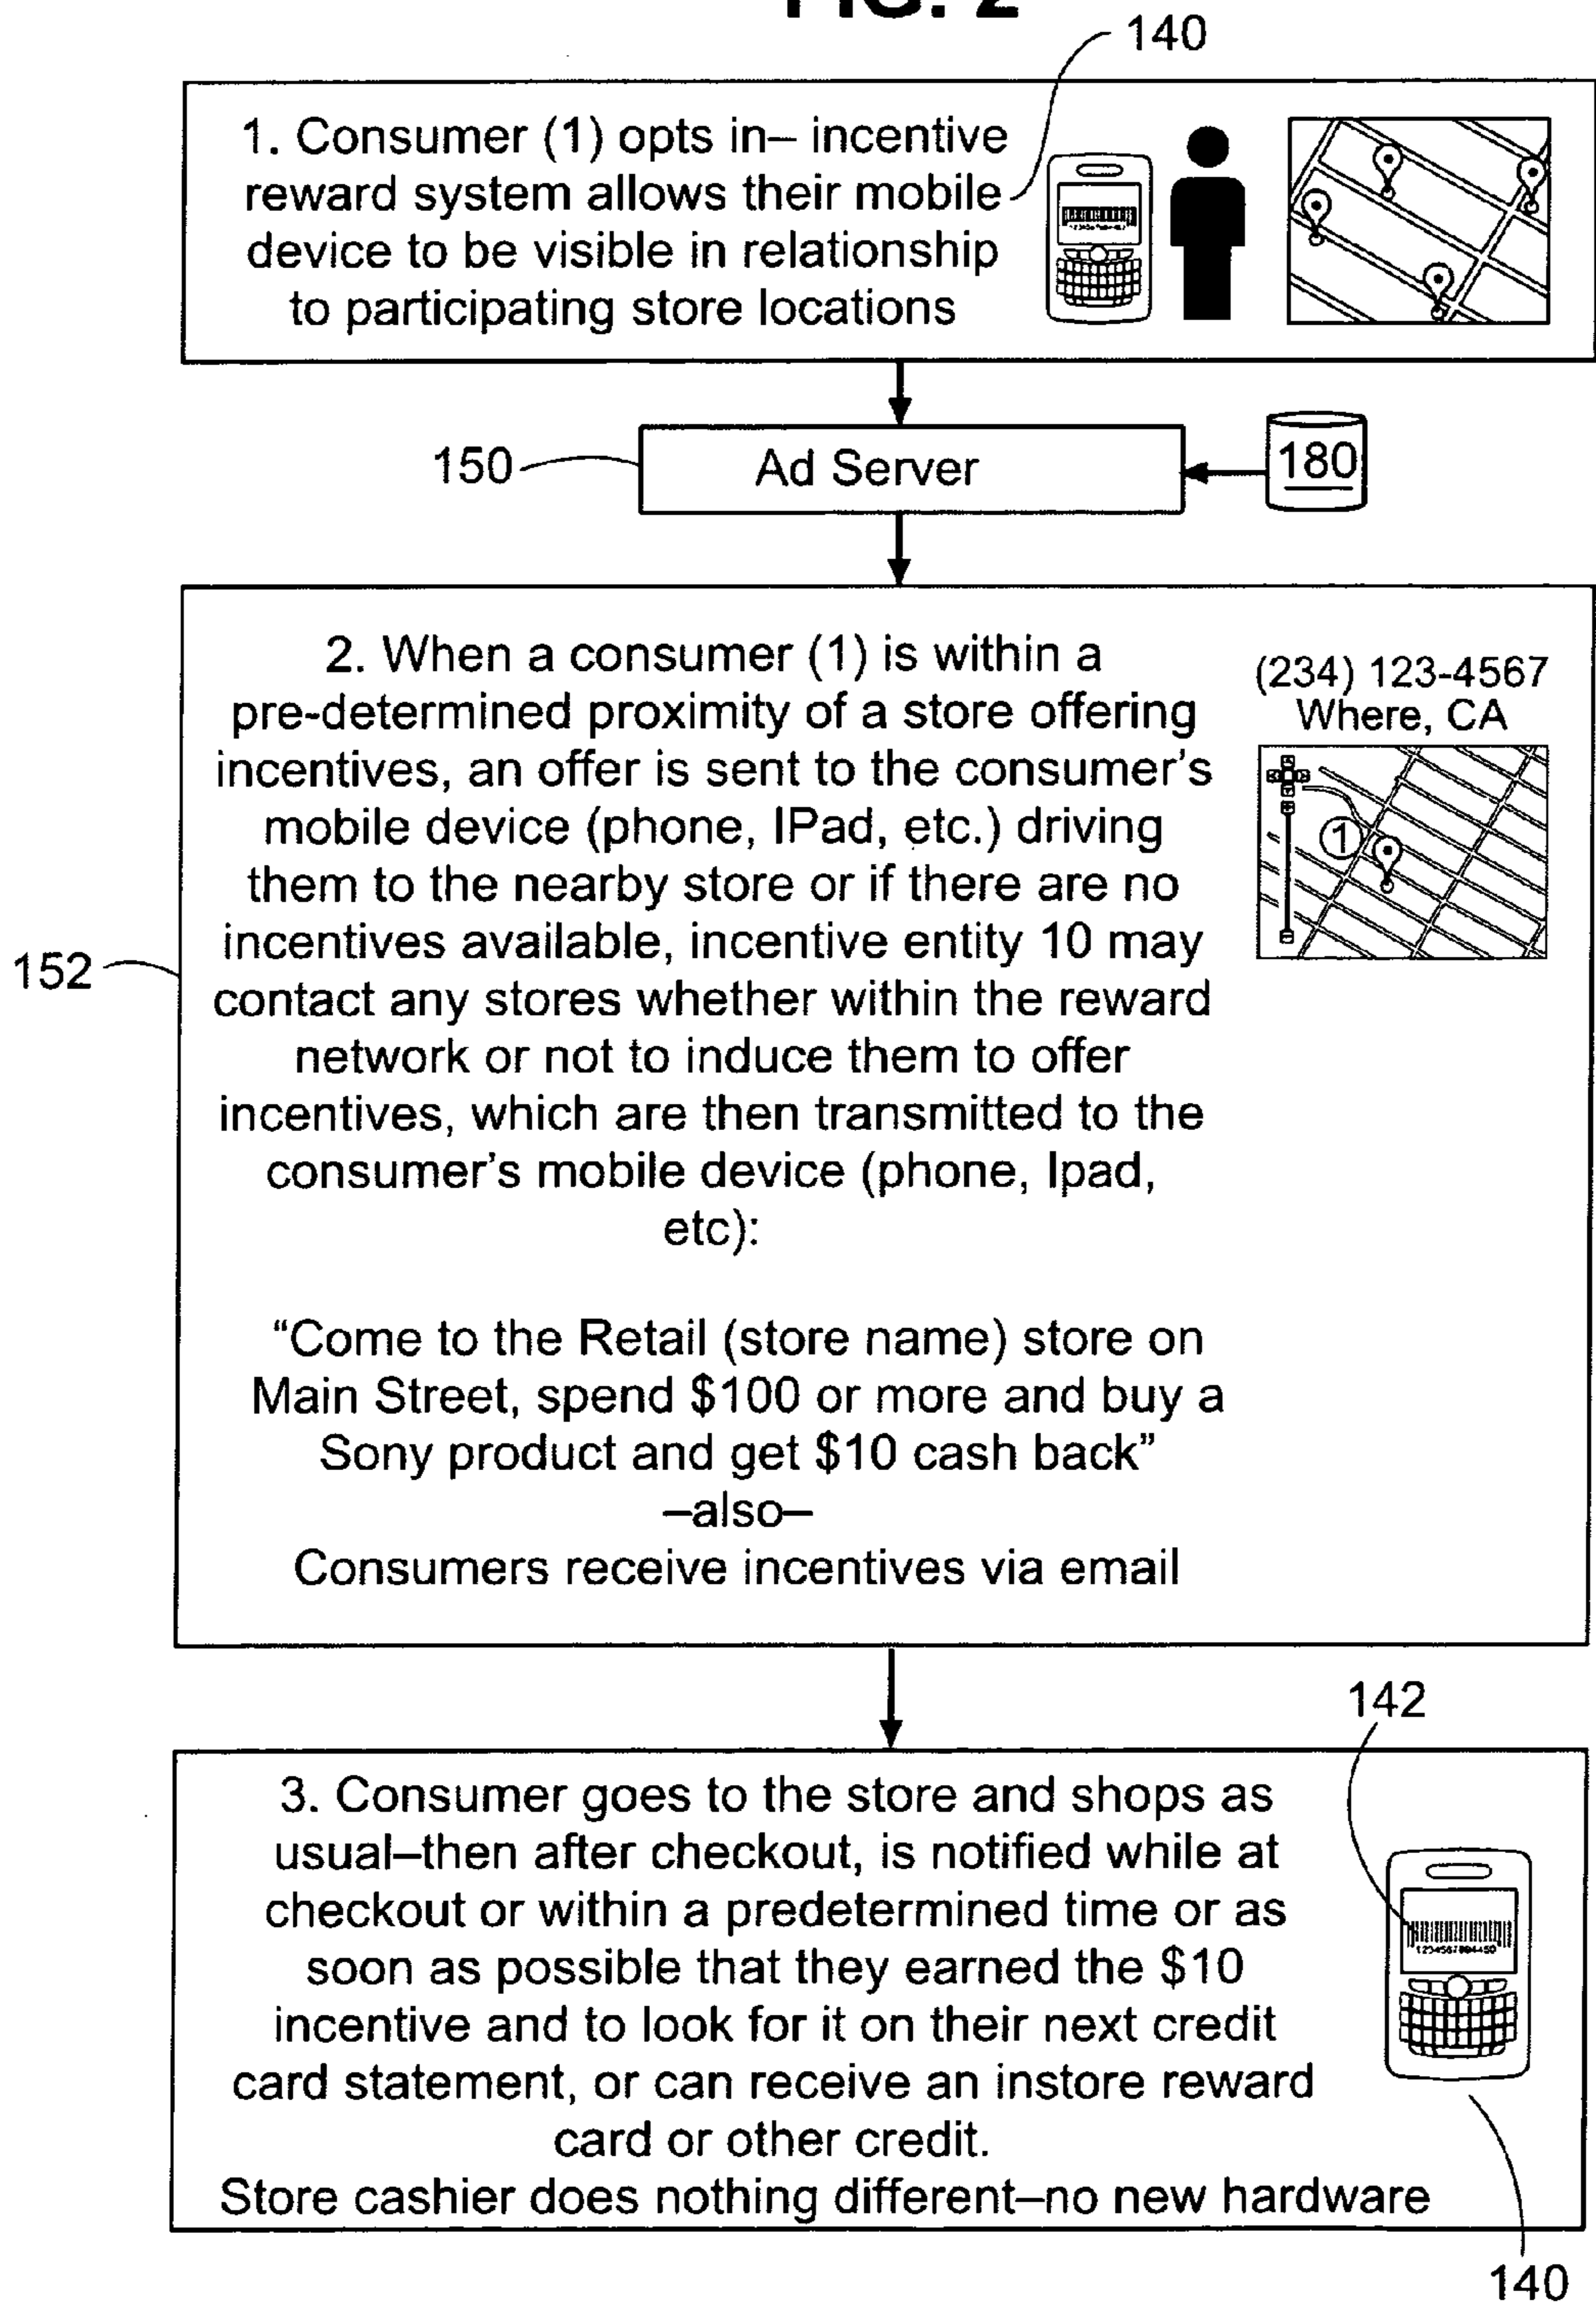 FIG. 2
140
1. Consumer (1) opts in– incentive
reward system allows their mobile
device to be visible in relationship
to participating store locations
150
Ad Server
180
2. When a consumer (1) is within a
pre-determined proximity of a store offering
incentives, an offer is sent to the consumer’s
mobile device (phone, IPad, etc.) driving
them to the nearby store or if there are no
incentives available, incentive entity 10 may
contact any stores whether within the reward
network or not to induce them to offer
incentives, which are then transmitted to the
consumer’s mobile device (phone, Ipad,
etc):
(234) 123-4567
Where, CA
1
152
“Come to the Retail (store name) store on
Main Street, spend $100 or more and buy a
Sony product and get $10 cash back”
–also–
Consumers receive incentives via email
142
3. Consumer goes to the store and shops as
usual–then after checkout, is notified while at
checkout or within a predetermined time or as
soon as possible that they earned the $10
incentive and to look for it on their next credit
card statement, or can receive an instore reward
card or other credit.
Store cashier does nothing different–no new hardware
140